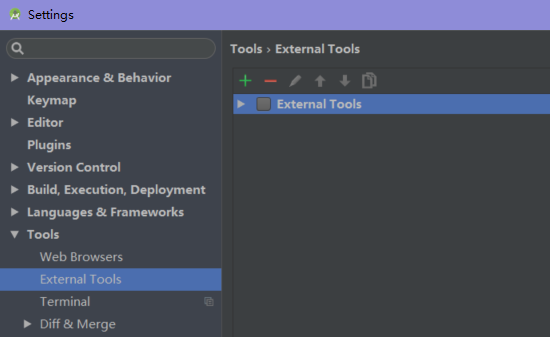 Settings
Appearance & Behavior
Keymap
Editor
Plugins
Version Control
Build, Execution, Deployment
Languages & Frameworks
Tools
Web Browsers
External Tools
Terminal
Diff & Merge
Tools › External Tools
External Tools